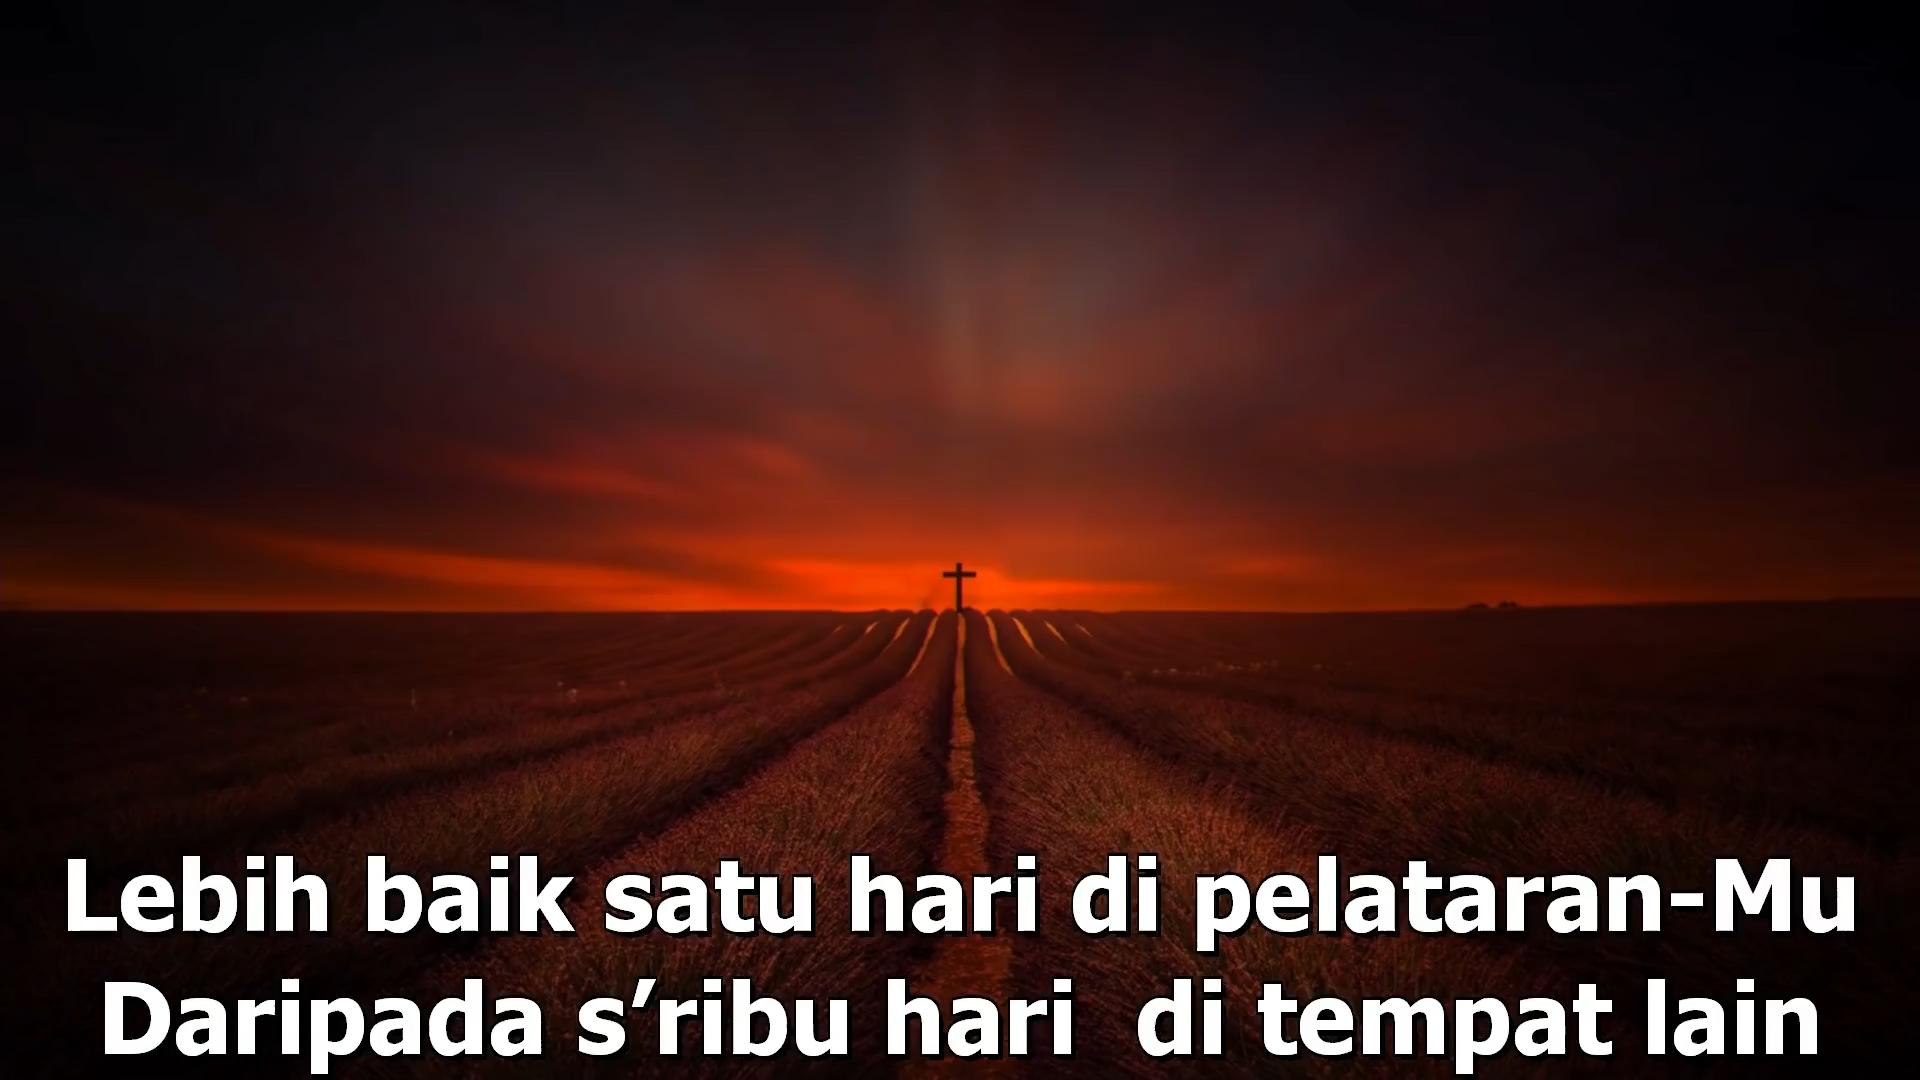 Lebih baik satu hari di pelataran-Mu
Daripada s’ribu hari  di tempat lain